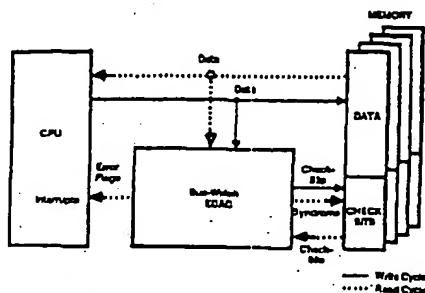 MEMORY
Data
Data
CPU
DATA
Error
Flags
Check-
Bits
Interrupts
Bus-Watch
EDAC
Syndrome
CHECK
BITS
Check-
Bits
Write Cycle
Read Cycle